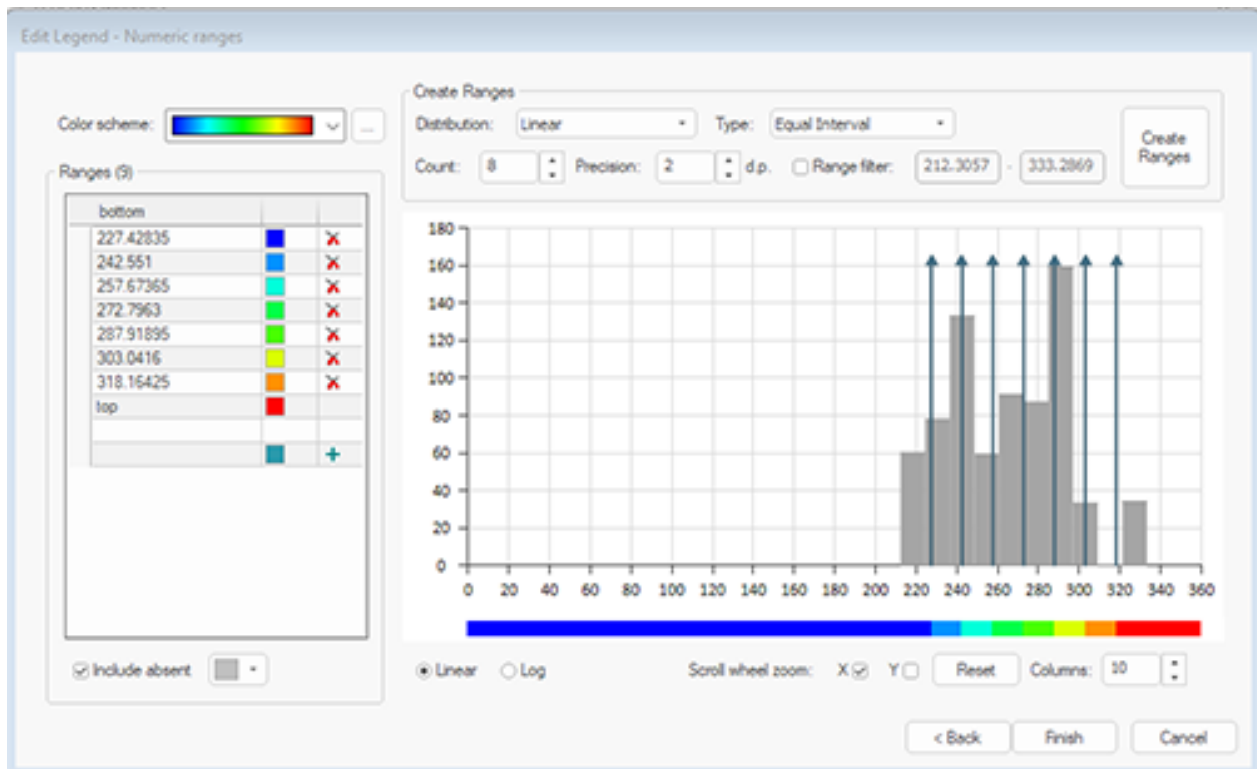 Edit Legend - Numeric ranges
Color scheme:
...
Ranges (9)
bottom
227.42835
242.551
257.67365
272.7963
287.91895
303.0416
318.16425
top
+
Include absent
Create Ranges
Distribution: Linear Type: Equal Interval
Count: 8 Precision: 2 d.p. Range filter: 212.3057 - 333.2869
Create
Ranges
180
160
140
120
100
80
60
40
20
0
0 20 40 60 80 100 120 140 160 180 200 220 240 260 280 300 320 340 360
Linear Log Scroll wheel zoom: X Y Reset Columns: 10
< Back Finish Cancel